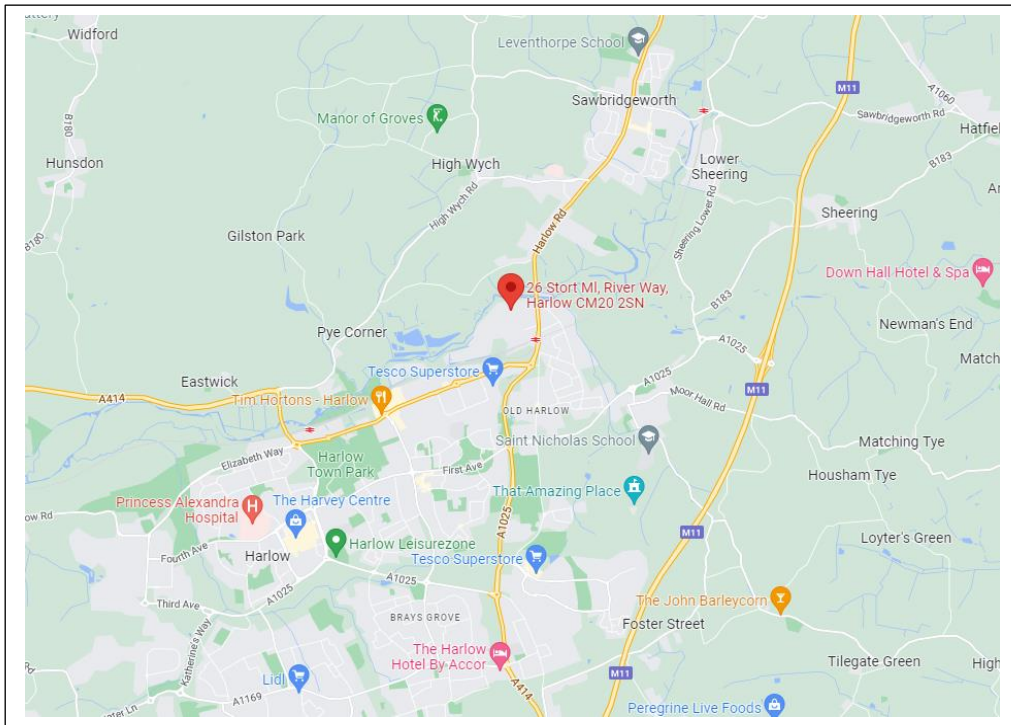 Widford
Leventhorpe School
M11
A1060
Sawbridgeworth
Sawbridgeworth Rd
Manor of Groves
B180
Hatfiel
Hunsdon
High Wych
Lower
Sheering
B183
High Wych Rd
Sheering Lower Rd
Sheering
Gilston Park
Harlow Rd
B180
Down Hall Hotel & Spa
26 Stort Ml, River Way,
Harlow CM20 2SN
B183
Newman's End
Pye Corner
A1025
Match
Tesco Superstore
Eastwick
A1025
M11
A414
Tim Hortons - Harlow
Moor Hall Rd
OLD HARLOW
Saint Nicholas School
Matching Tye
Elizabeth Way
Harlow
Town Park
First Ave
Housham Tye
That Amazing Place
Princess Alexandra
Hospital
The Harvey Centre
ow Rd
A1025
M11
Fourth Ave
Harlow
Harlow Leisurezone
Tesco Superstore
Loyter's Green
A1025
A1025
Third Ave
The John Barleycorn
BRAYS GROVE
Foster Street
Katherine's Way
The Harlow
Hotel By Accor
Tilegate Green
High
Lidl
M11
A414
A1169
Peregrine Live Foods